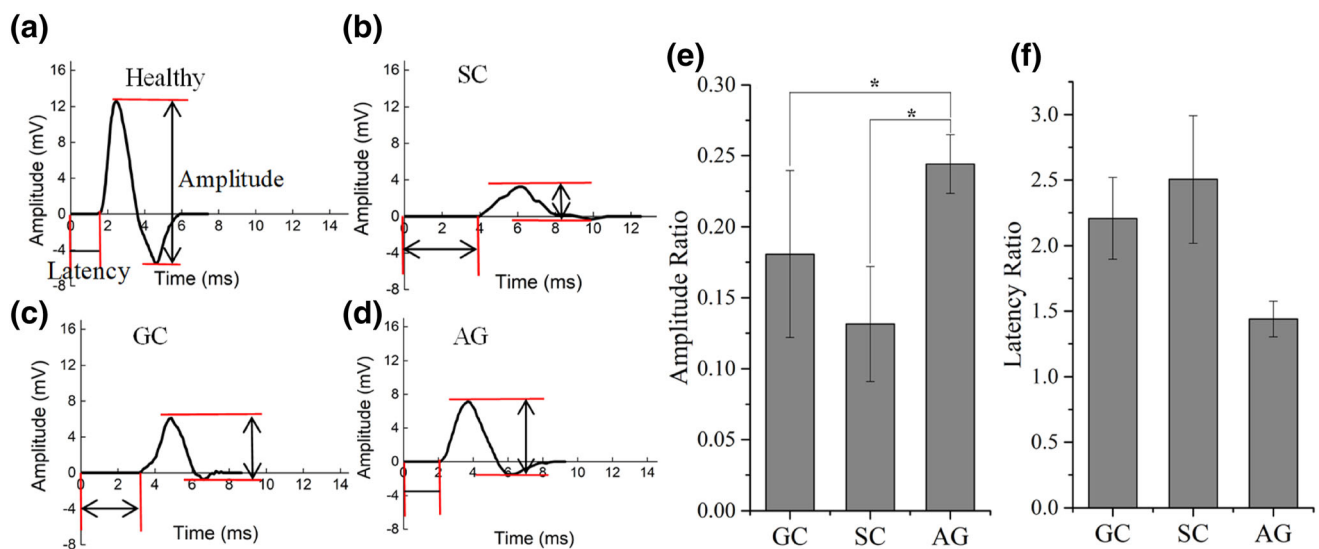 (a)
Healthy
Amplitude (mV)
16
12
8
4
0
-4
-8
0 2 4 6 8 10 12 14
Amplitude
Latency
Time (ms)
(b)
SC
Amplitude (mV)
16
12
8
4
0
-4
-8
0 2 4 6 8 10 12
Time (ms)
(c)
GC
Amplitude (mV)
16
12
8
4
0
-4
-8
0 2 4 6 8 10 12 14
Time (ms)
(d)
AG
Amplitude (mV)
16
12
8
4
0
-4
-8
0 2 4 6 8 10 12 14
Time (ms)
(e)
Amplitude Ratio
0.30
0.25
0.20
0.15
0.10
0.05
0.00
*
*
GC SC AG
(f)
Latency Ratio
3.0
2.5
2.0
1.5
1.0
0.5
0.0
GC SC AG